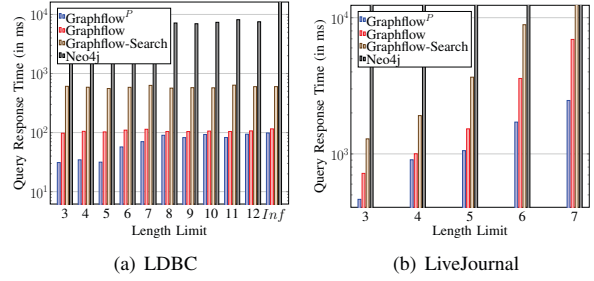 Query Response Time (in ms)
10^4
10^3
10^2
10^1
Graphflow^P
Graphflow
Graphflow-Search
Neo4j
3 4 5 6 7 8 9 10 11 12 Inf
Length Limit
(a) LDBC
Query Response Time (in ms)
10^4
10^3
Graphflow^P
Graphflow
Graphflow-Search
Neo4j
3 4 5 6 7
Length Limit
(b) LiveJournal